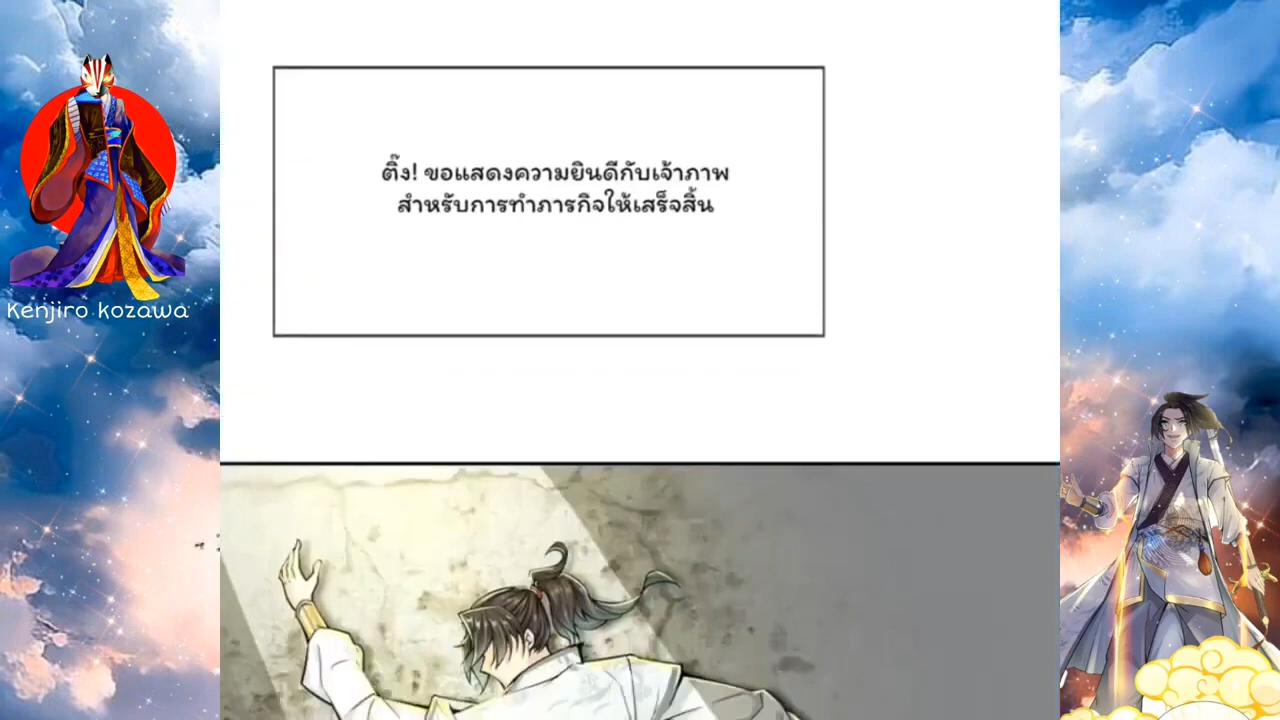 ติ๊ง! ขอแสดงความยินดีกับเจ้าภาพ
สำหรับการทำภารกิจให้เสร็จสิ้น
Kenjiro kozawa